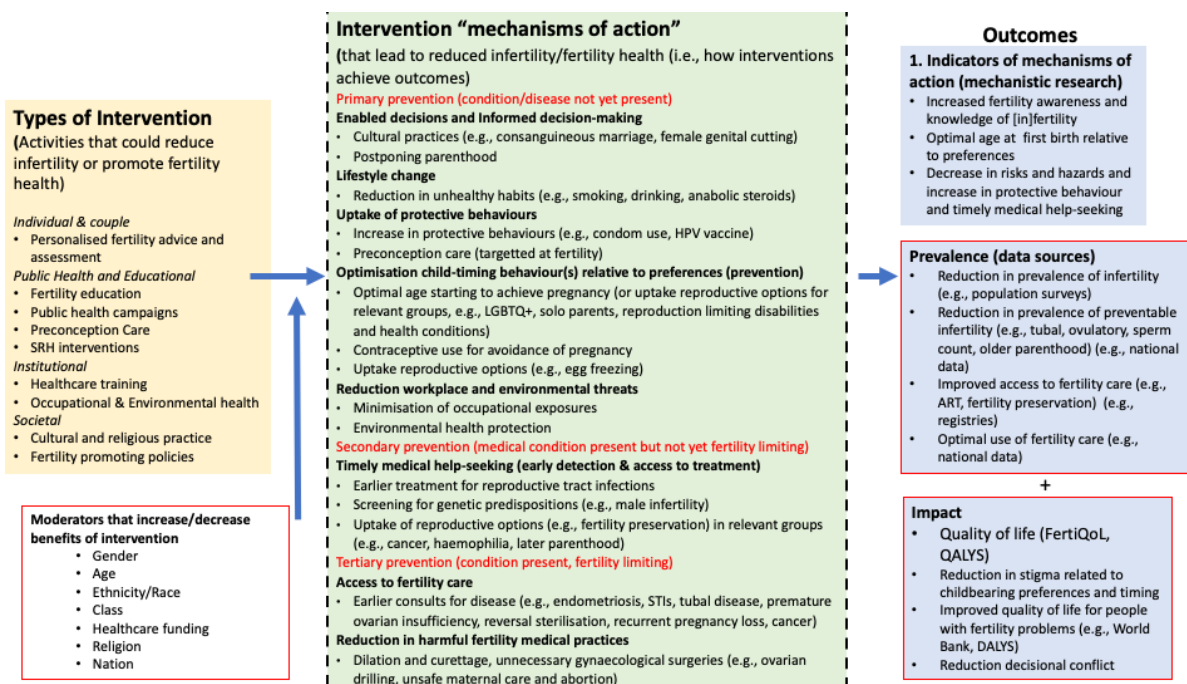 Types of Intervention
(Activities that could reduce
infertility or promote fertility
health)
Individual & couple
• Personalised fertility advice and
assessment
Public Health and Educational
• Fertility education
• Public health campaigns
• Preconception Care
• SRH interventions
Institutional
• Healthcare training
• Occupational & Environmental health
Societal
• Cultural and religious practice
• Fertility promoting policies
Moderators that increase/decrease
benefits of intervention
• Gender
• Age
• Ethnicity/Race
• Class
• Healthcare funding
• Religion
• Nation
Intervention “mechanisms of action”
(that lead to reduced infertility/fertility health (i.e., how interventions
achieve outcomes)
Primary prevention (condition/disease not yet present)
Enabled decisions and Informed decision-making
• Cultural practices (e.g., consanguineous marriage, female genital cutting)
• Postponing parenthood
Lifestyle change
• Reduction in unhealthy habits (e.g., smoking, drinking, anabolic steroids)
Uptake of protective behaviours
• Increase in protective behaviours (e.g., condom use, HPV vaccine)
• Preconception care (targetted at fertility)
Optimisation child-timing behaviour(s) relative to preferences (prevention)
• Optimal age starting to achieve pregnancy (or uptake reproductive options for
relevant groups, e.g., LGBTQ+, solo parents, reproduction limiting disabilities
and health conditions)
• Contraceptive use for avoidance of pregnancy
• Uptake reproductive options (e.g., egg freezing)
Reduction workplace and environmental threats
• Minimisation of occupational exposures
• Environmental health protection
Secondary prevention (medical condition present but not yet fertility limiting)
Timely medical help-seeking (early detection & access to treatment)
• Earlier treatment for reproductive tract infections
• Screening for genetic predispositions (e.g., male infertility)
• Uptake of reproductive options (e.g., fertility preservation) in relevant groups
(e.g., cancer, haemophilia, later parenthood)
Tertiary prevention (condition present, fertility limiting)
Access to fertility care
• Earlier consults for disease (e.g., endometriosis, STIs, tubal disease, premature
ovarian insufficiency, reversal sterilisation, recurrent pregnancy loss, cancer)
Reduction in harmful fertility medical practices
• Dilation and curettage, unnecessary gynaecological surgeries (e.g., ovarian
drilling, unsafe maternal care and abortion)
Outcomes
1. Indicators of mechanisms of
action (mechanistic research)
• Increased fertility awareness and
knowledge of [in]fertility
• Optimal age at first birth relative
to preferences
• Decrease in risks and hazards and
increase in protective behaviour
and timely medical help-seeking
Prevalence (data sources)
• Reduction in prevalence of infertility
(e.g., population surveys)
• Reduction in prevalence of preventable
infertility (e.g., tubal, ovulatory, sperm
count, older parenthood) (e.g., national
data)
• Improved access to fertility care (e.g.,
ART, fertility preservation) (e.g.,
registries)
• Optimal use of fertility care (e.g.,
national data)
+
Impact
• Quality of life (FertiQoL,
QALYS)
• Reduction in stigma related to
childbearing preferences and timing
• Improved quality of life for people
with fertility problems (e.g., World
Bank, DALYS)
• Reduction decisional conflict